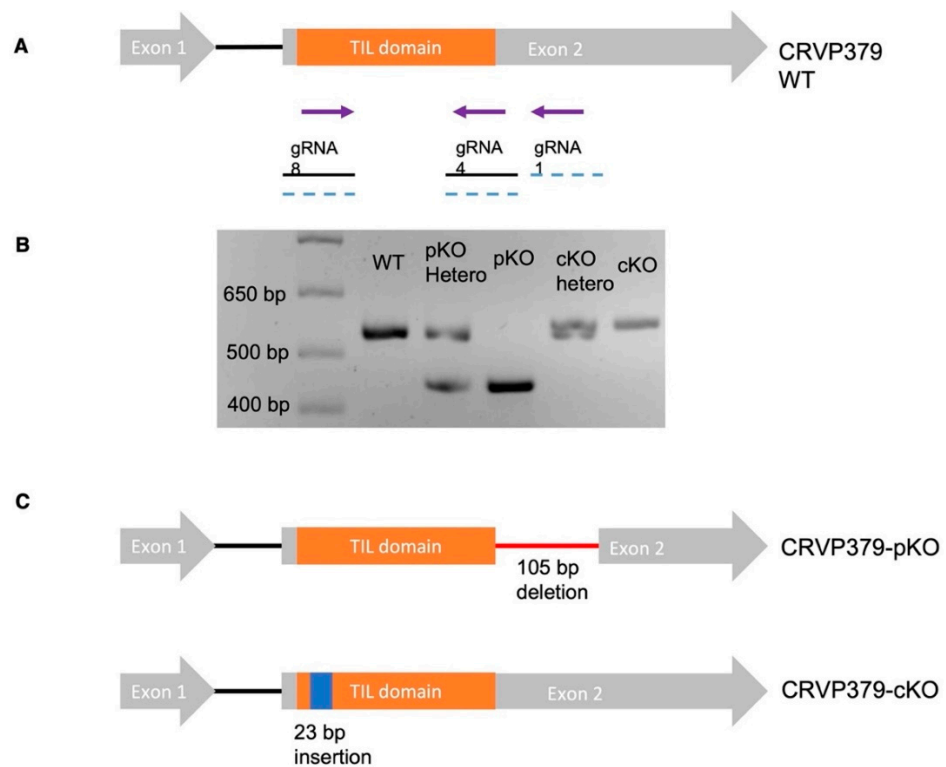 A
Exon 1
TIL domain
Exon 2
CRVP379
WT
gRNA
8
gRNA
4
gRNA
1
B
WT
pKO
Hetero
pKO
cKO
hetero
cKO
650 bp
500 bp
400 bp
C
Exon 1
TIL domain
Exon 2
CRVP379-pKO
105 bp
deletion
Exon 1
TIL domain
Exon 2
CRVP379-cKO
23 bp
insertion